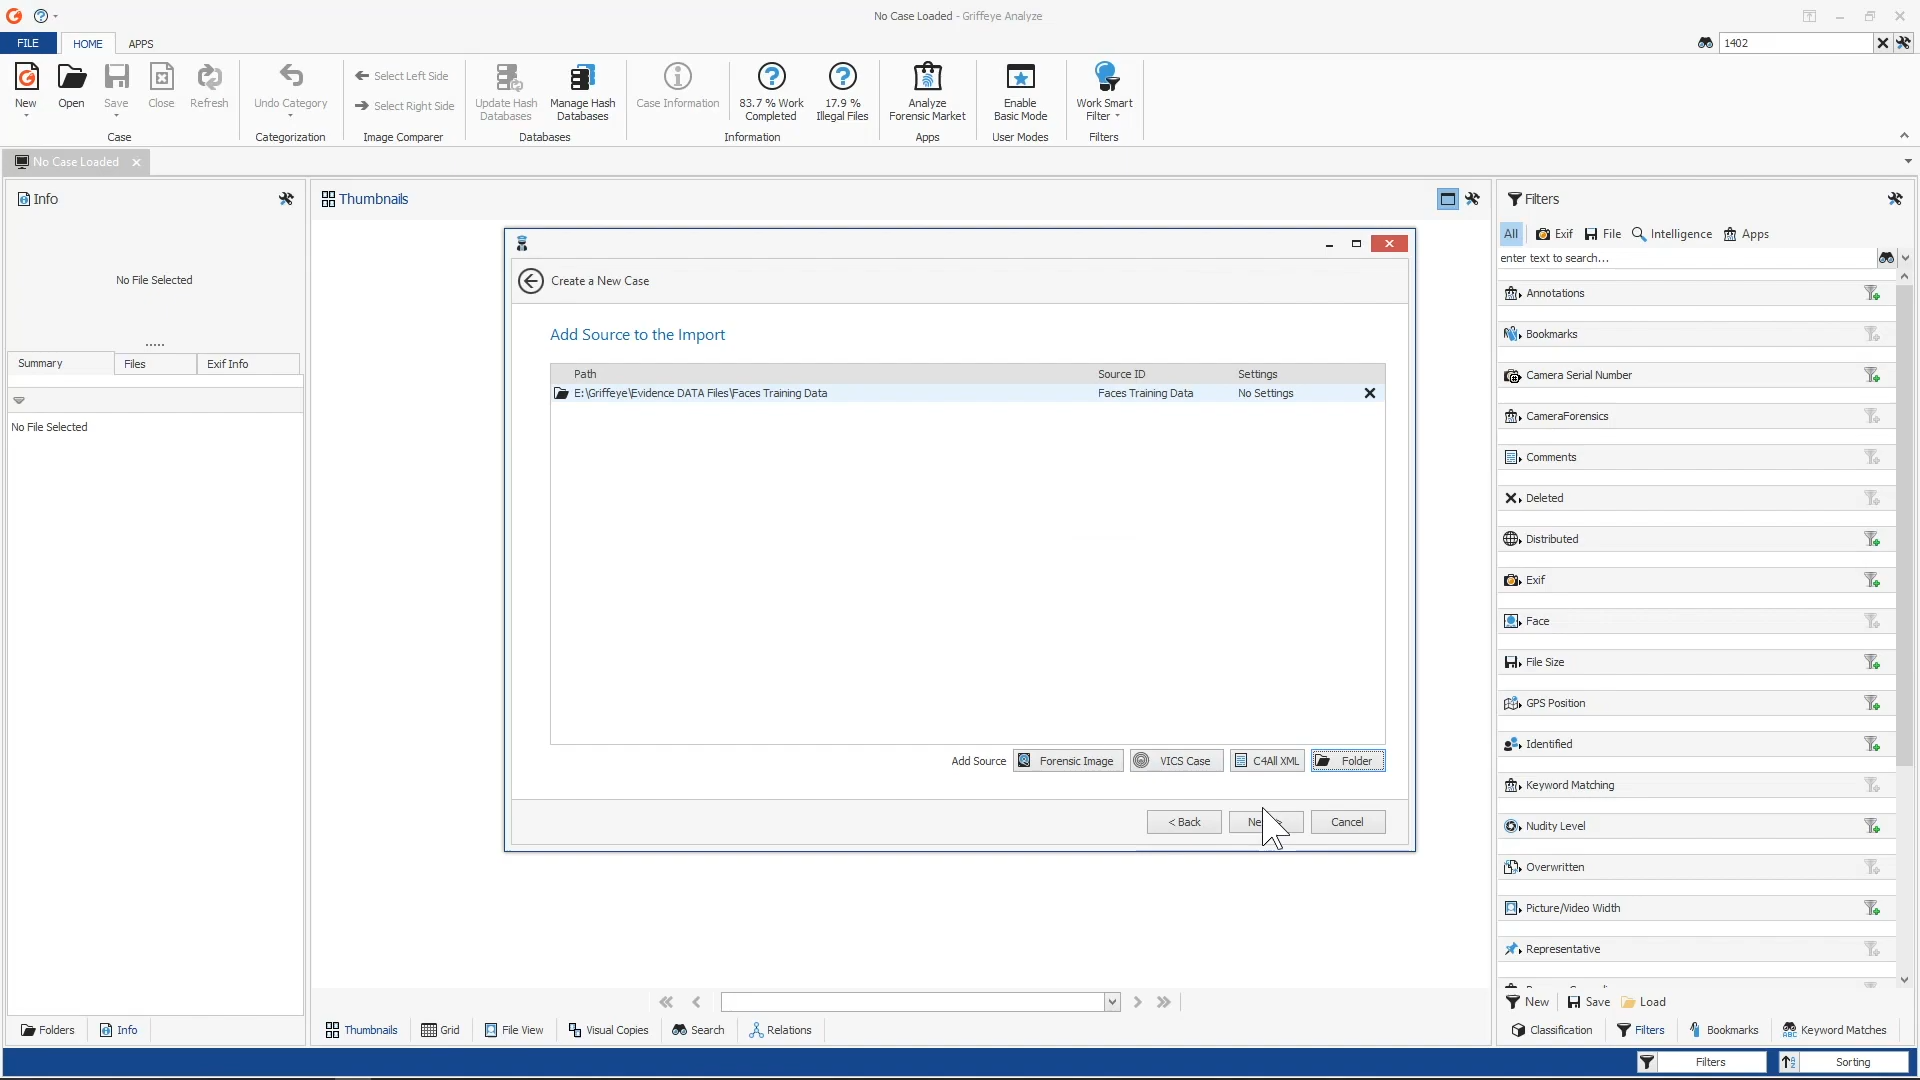 No Case Loaded - Griffeye Analyze
FILE
HOME
APPS
1402
New
Open
Save
Close
Refresh
Case
Undo Category
Categorization
Select Left Side
Select Right Side
Image Comparer
Update Hash
Databases
Manage Hash
Databases
Databases
Case Information
83.7 % Work
Completed
17.9 %
Illegal Files
Information
Analyze
Forensic Market
Apps
Enable
Basic Mode
User Modes
Work Smart
Filter
Filters
No Case Loaded
Info
No File Selected
Summary
Files
Exif Info
No File Selected
Folders
Info
Thumbnails
Create a New Case
Add Source to the Import
Path
Source ID
Settings
E:\Griffeye\Evidence DATA Files\Faces Training Data
Faces Training Data
No Settings
Add Source
Forensic Image
VICS Case
C4All XML
Folder
< Back
Cancel
Thumbnails
Grid
File View
Visual Copies
Search
Relations
Filters
All
Exif
File
Intelligence
Apps
enter text to search...
Annotations
Bookmarks
Camera Serial Number
CameraForensics
Comments
Deleted
Distributed
Exif
Face
File Size
GPS Position
Identified
Keyword Matching
Nudity Level
Overwritten
Picture/Video Width
Representative
New
Save
Load
Classification
Filters
Bookmarks
Keyword Matches
Filters
Sorting